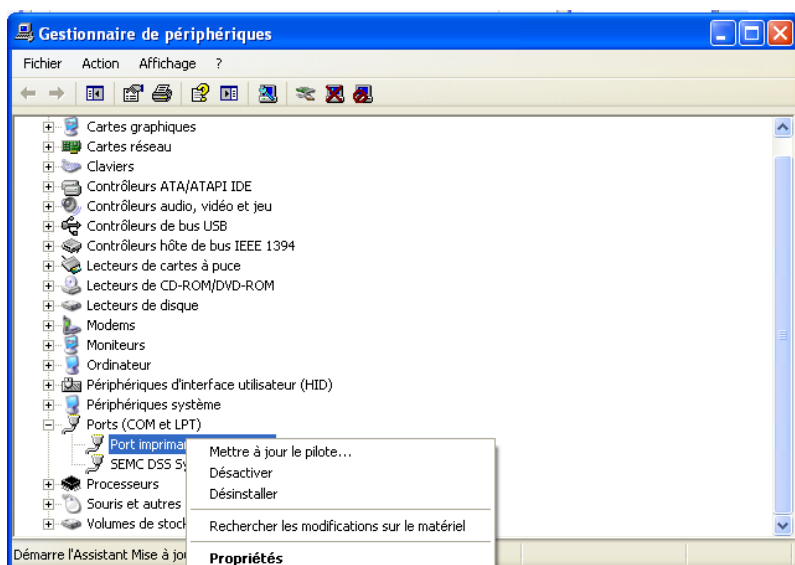 Gestionnaire de périphériques
Fichier Action Affichage ?
Cartes graphiques
Cartes réseau
Claviers
Contrôleurs ATA/ATAPI IDE
Contrôleurs audio, vidéo et jeu
Contrôleurs de bus USB
Contrôleurs hôte de bus IEEE 1394
Lecteurs de cartes à puce
Lecteurs de CD-ROM/DVD-ROM
Lecteurs de disque
Modems
Moniteurs
Ordinateur
Périphériques d'interface utilisateur (HID)
Périphériques système
Ports (COM et LPT)
Port imprima
SEMC DSS Sy
Processeurs
Souris et autres
Volumes de stock
Mettre à jour le pilote...
Désactiver
Désinstaller
Rechercher les modifications sur le matériel
Propriétés
Démarre l'Assistant Mise à jou